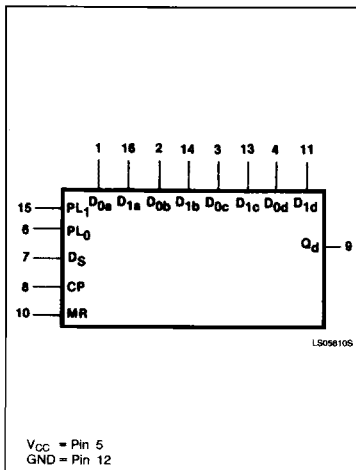 1 16 2 14 3 13 4 11
15 PL1 D0a D1a D0b D1b D0c D1c D0d D1d
6 PL0
Qd 9
7 DS
8 CP
10 MR
LS05810S
VCC = Pin 5
GND = Pin 12